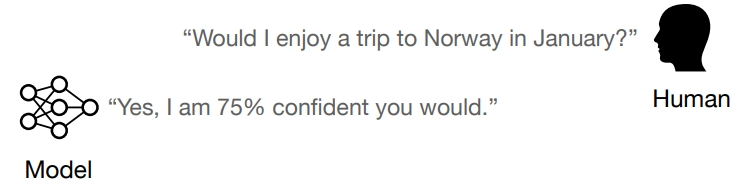 “Would I enjoy a trip to Norway in January?”
Human
“Yes, I am 75% confident you would.”
Model